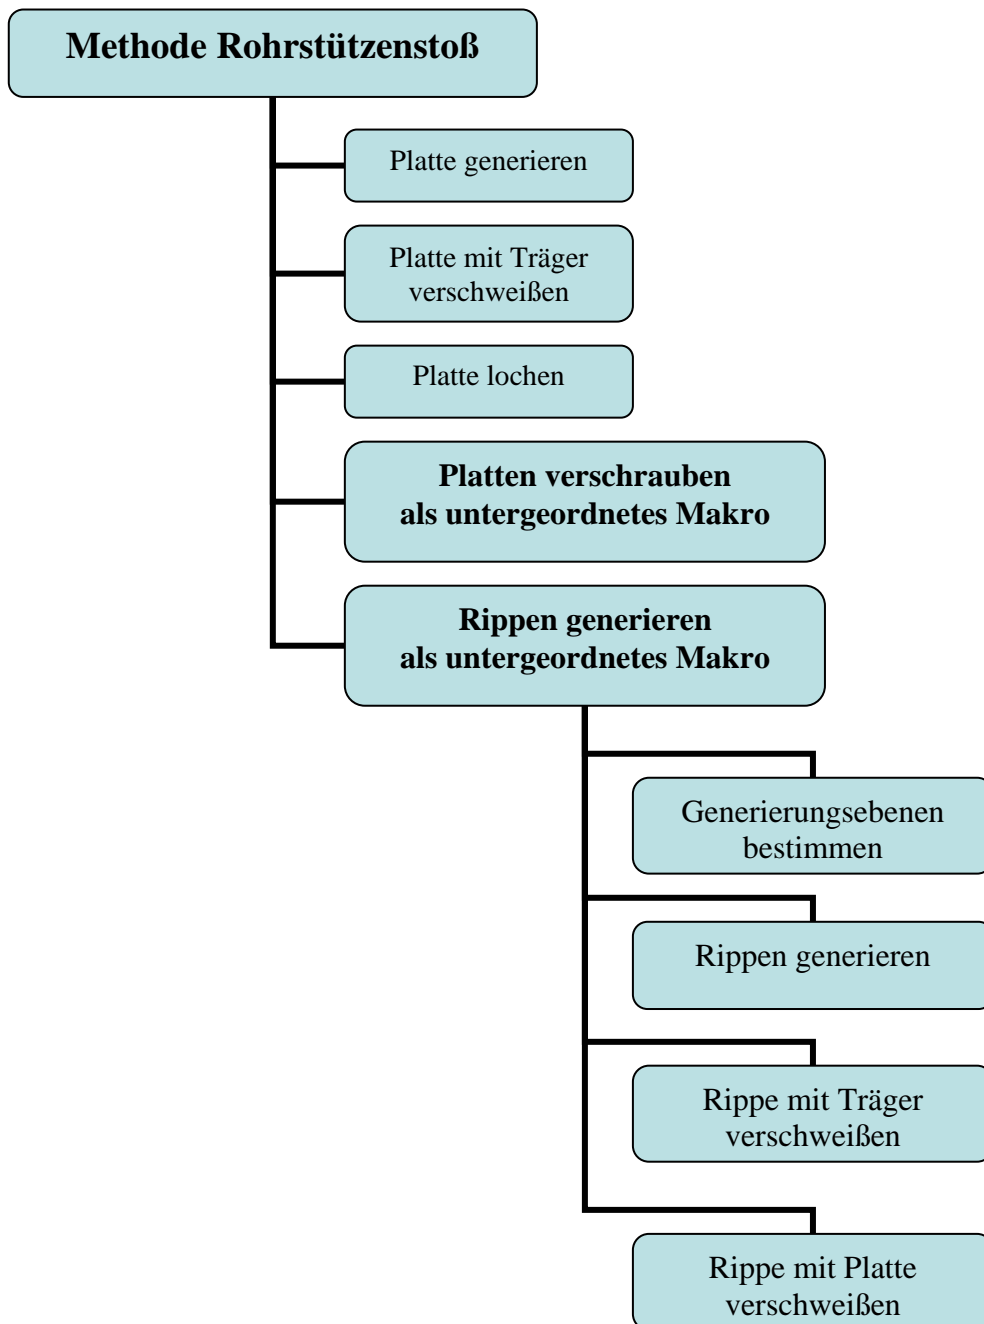 Methode Rohrstützenstoß
Platte generieren
Platte mit Träger
verschweißen
Platte lochen
Platten verschrauben
als untergeordnetes Makro
Rippen generieren
als untergeordnetes Makro
Generierungsebenen
bestimmen
Rippen generieren
Rippe mit Träger
verschweißen
Rippe mit Platte
verschweißen